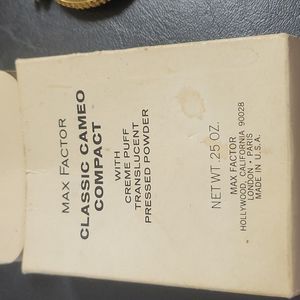 MAX FACTOR
CLASSIC CAMEO
COMPACT
WITH
CREME PUFF
TRANSLUCENT
PRESSED POWDER
NET WT. .25 OZ.
MAX FACTOR
HOLLYWOOD, CALIFORNIA 90028
LONDON • PARIS
MADE IN U.S.A.